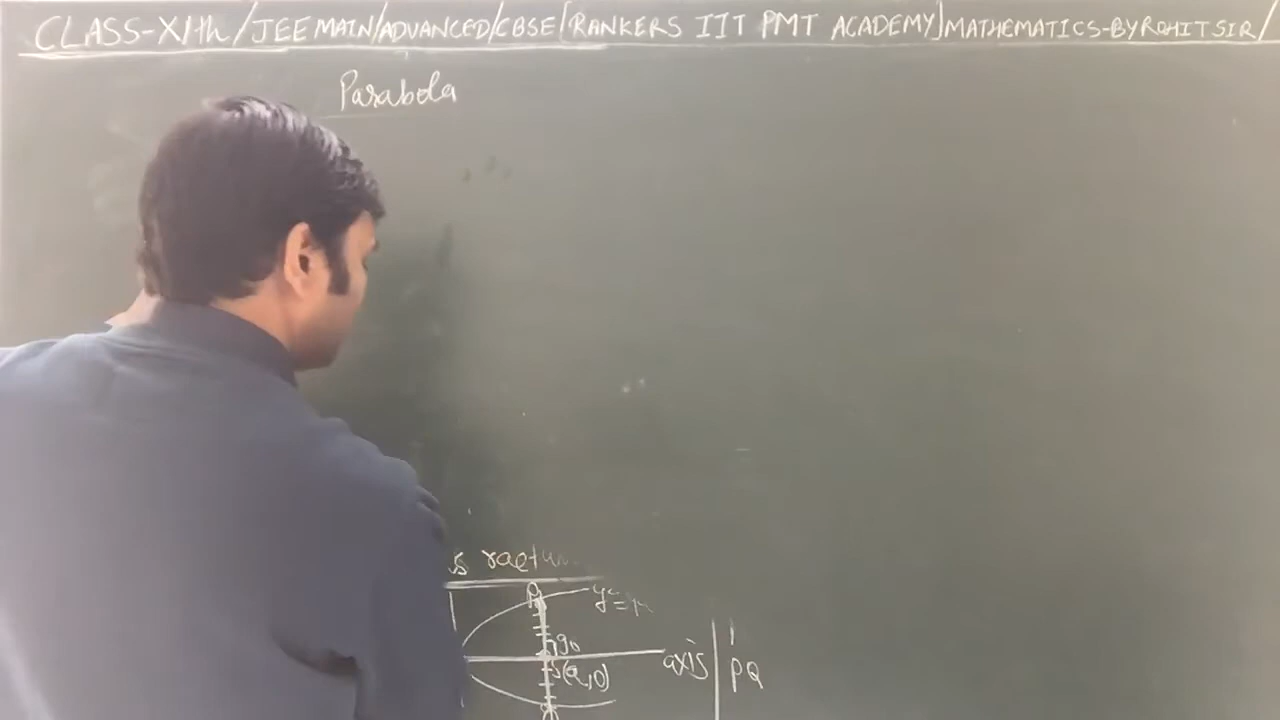 CLASS-XIth/JEE MAIN/ADVANCED/CBSE[RANKERS IIT PMT ACADEMY]MATHEMATICS-BY ROHIT SIR/
Parabola
90
axis
S(a,0)
PQ